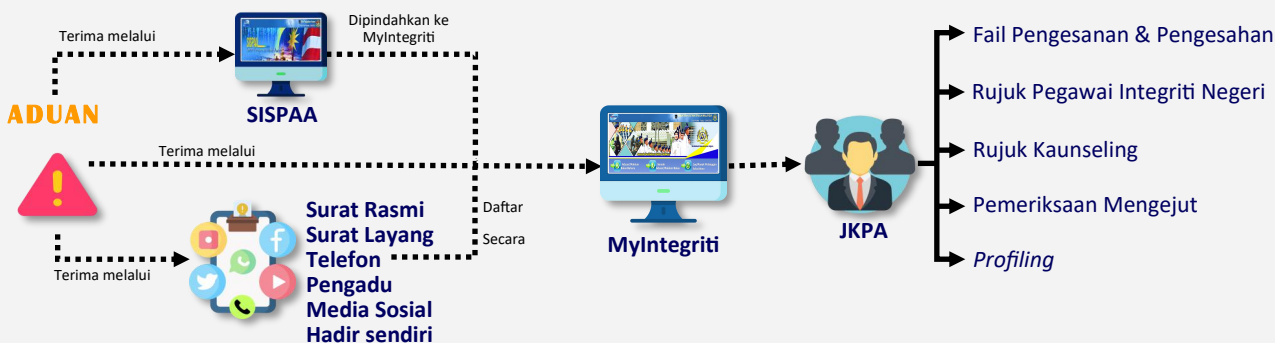 Terima melalui
Dipindahkan ke
MyIntegriti
SISPAA
ADUAN
Terima melalui
Terima melalui
Surat Rasmi
Surat Layang
Telefon
Pengadu
Media Sosial
Hadir sendiri
Daftar
Secara
MyIntegriti
JKPA
Fail Pengesanan & Pengesahan
Rujuk Pegawai Integriti Negeri
Rujuk Kaunseling
Pemeriksaan Mengejut
Profiling